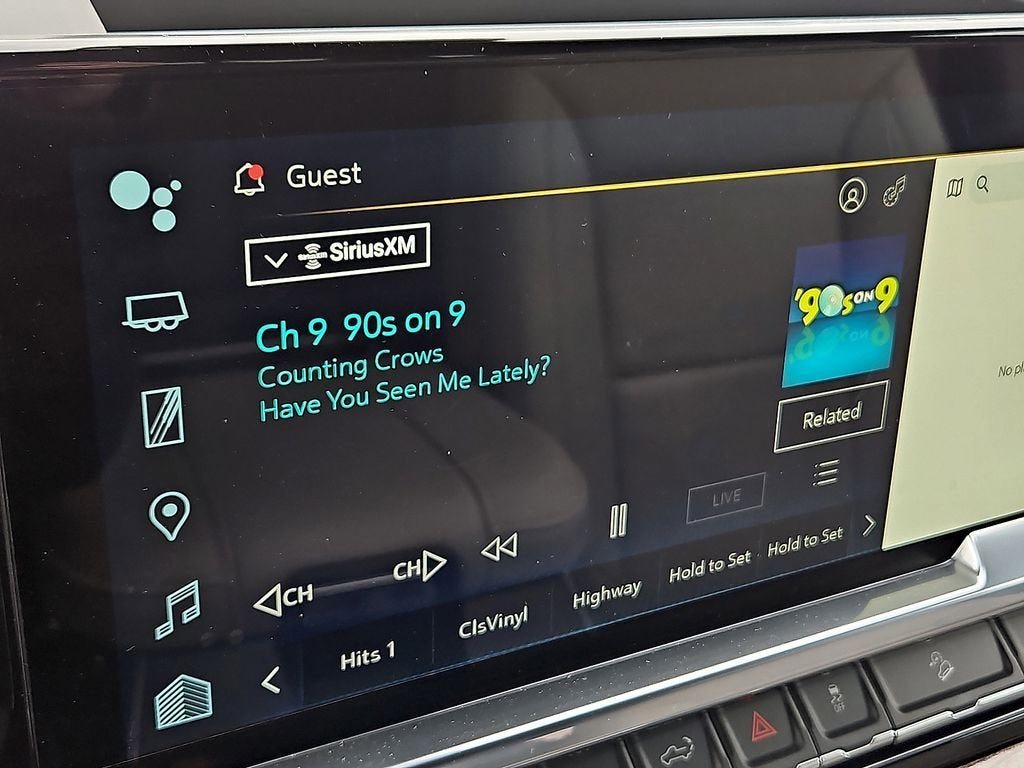 Guest
SiriusXM
Ch 9 90s on 9
Counting Crows
Have You Seen Me Lately?
'90s ON 9
Related
No pl
LIVE
CH
CH
Hits 1
ClsVinyl
Highway
Hold to Set
Hold to Set
OFF